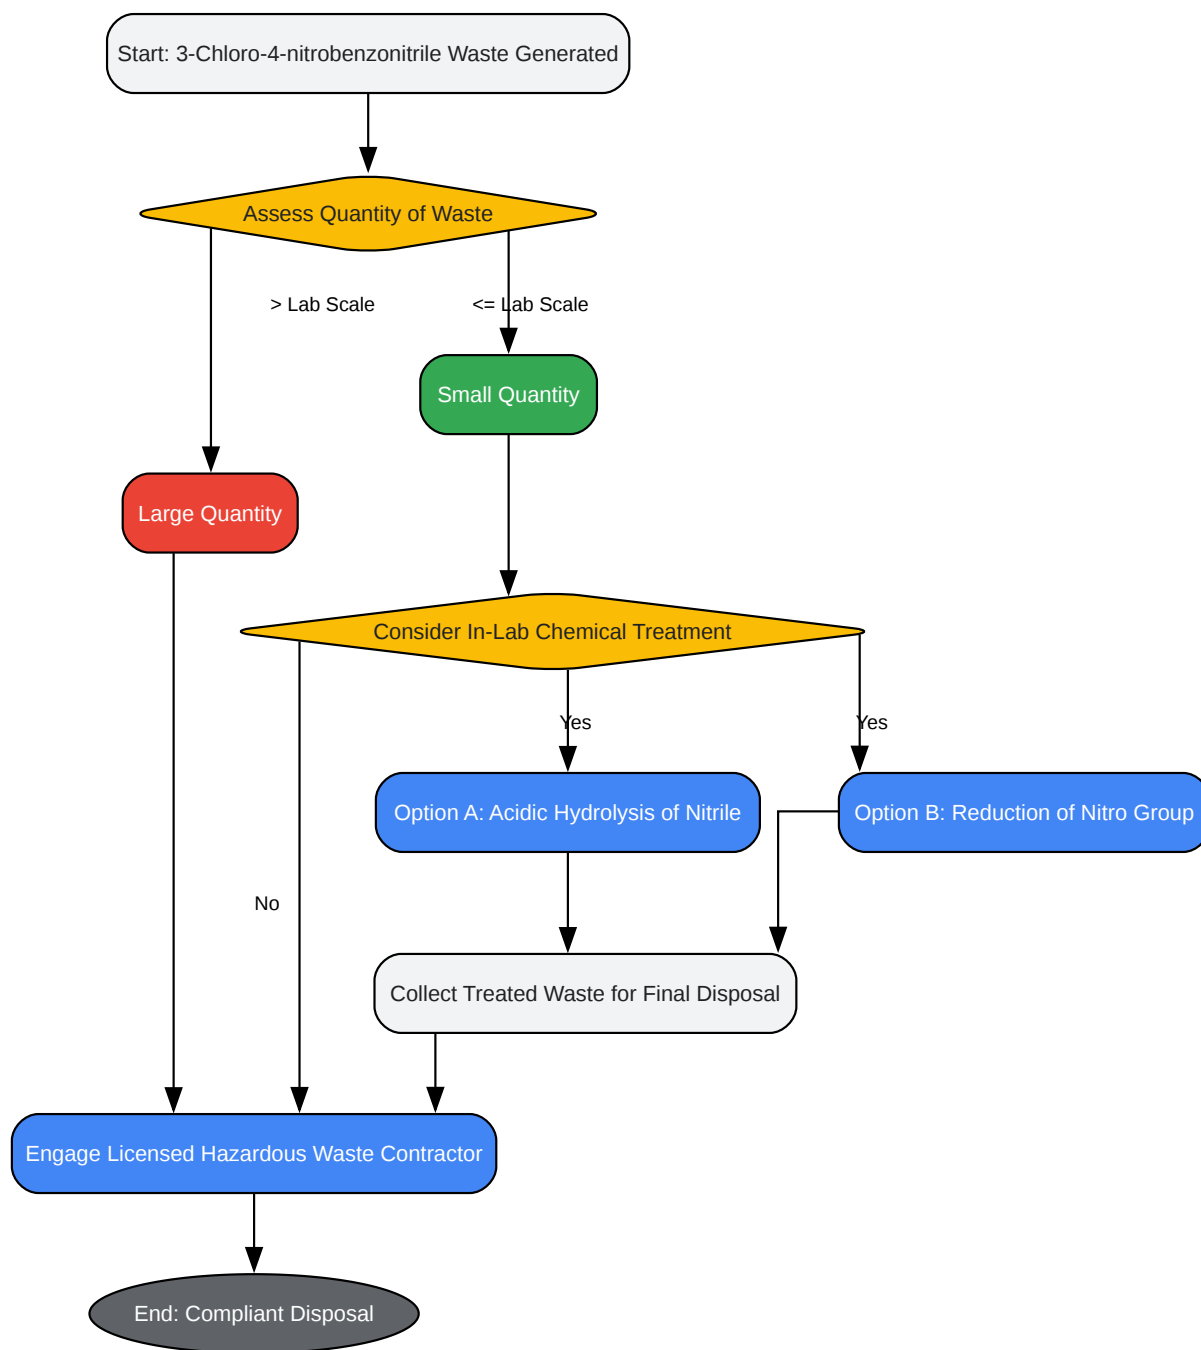 Start: 3-Chloro-4-nitrobenzonitrile Waste Generated
Assess Quantity of Waste
> Lab Scale
<= Lab Scale
Small Quantity
Large Quantity
Consider In-Lab Chemical Treatment
Yes
Yes
Option A: Acidic Hydrolysis of Nitrile
Option B: Reduction of Nitro Group
No
Collect Treated Waste for Final Disposal
Engage Licensed Hazardous Waste Contractor
End: Compliant Disposal